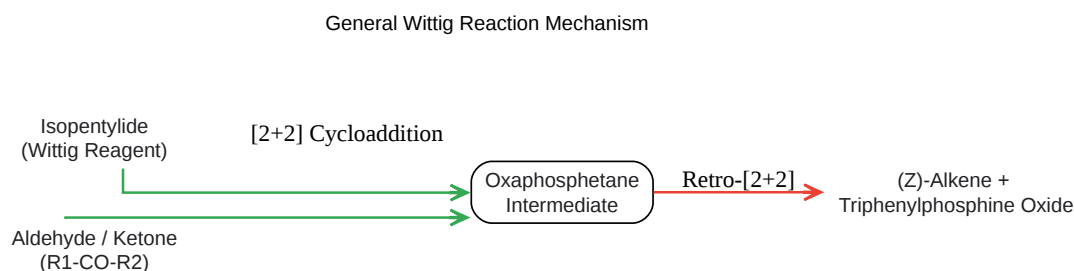 General Wittig Reaction Mechanism
Isopentylide
(Wittig Reagent)
[2+2] Cycloaddition
Aldehyde / Ketone
(R1-CO-R2)
Oxaphosphetane
Intermediate
Retro-[2+2]
(Z)-Alkene +
Triphenylphosphine Oxide